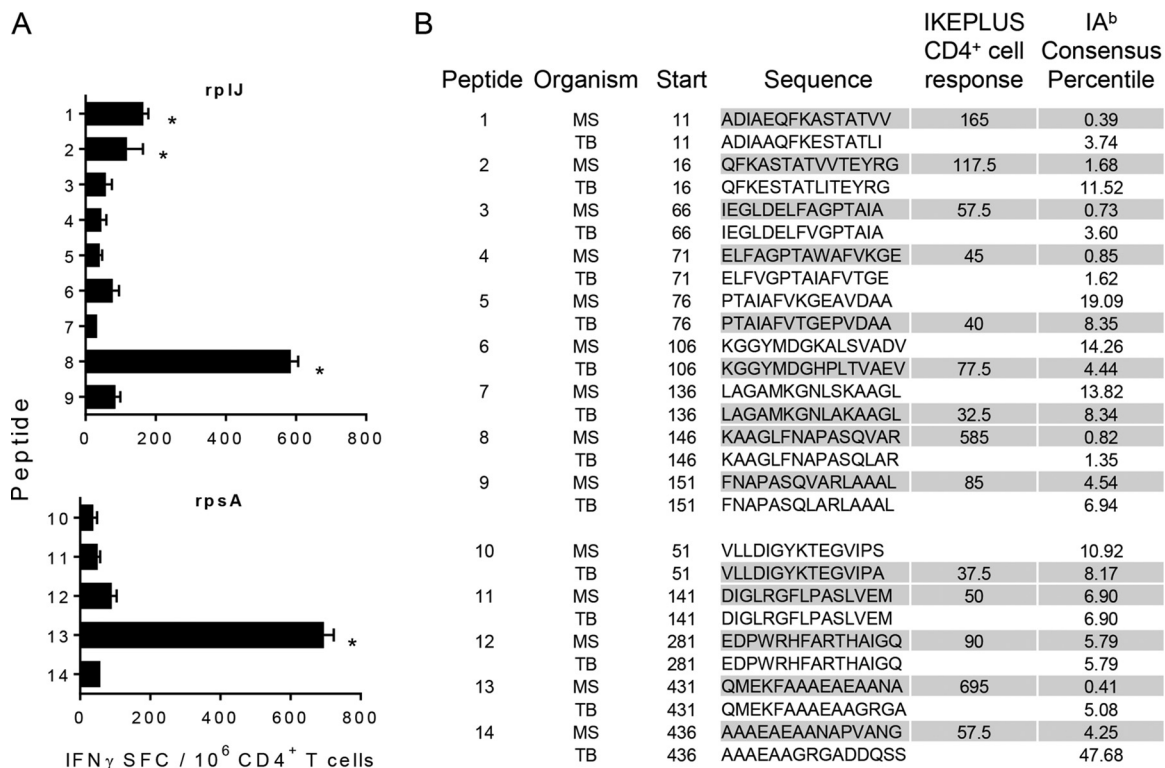 A
rplJ
1
*
2
*
3
4
5
6
7
8
*
9
0 200 400 600 800
Peptide
rpsA
10
11
12
13
*
14
0 200 400 600 800
IFNγ SFC / 10⁶ CD4⁺ T cells
B
Peptide Organism Start Sequence IKEPLUS CD4⁺ cell response IAᵇ Consensus Percentile
1 MS 11 ADIAEQFKASTATVV 165 0.39
TB 11 ADIAAQFKESTATLI 3.74
2 MS 16 QFKASTATVVTEYRG 117.5 1.68
TB 16 QFKESTATLITEYRG 11.52
3 MS 66 IEGLDELFAGPTAIA 57.5 0.73
TB 66 IEGLDELFVGPTAIA 3.60
4 MS 71 ELFAGPTAWAFVKGE 45 0.85
TB 71 ELFVGPTAIAFVTGE 1.62
5 MS 76 PTAIAFVKGEAVDAA 19.09
TB 76 PTAIAFVTGEPVDAA 40 8.35
6 MS 106 KGGYMDGKALSVADV 14.26
TB 106 KGGYMDGHPLTVAEV 77.5 4.44
7 MS 136 LAGAMKGNLSKAAGL 13.82
TB 136 LAGAMKGNLAKAAGL 32.5 8.34
8 MS 146 KAAGLFNAPASQVAR 585 0.82
TB 146 KAAGLFNAPASQLAR 1.35
9 MS 151 FNAPASQVARLAAAL 85 4.54
TB 151 FNAPASQLARLAAAL 6.94
10 MS 51 VLLDIGYKTEGVIPS 10.92
TB 51 VLLDIGYKTEGVIPA 37.5 8.17
11 MS 141 DIGLRGFLPASLVEM 50 6.90
TB 141 DIGLRGFLPASLVEM 6.90
12 MS 281 EDPWRHFARTHAIGQ 90 5.79
TB 281 EDPWRHFARTHAIGQ 5.79
13 MS 431 QMEKFAAAEAEAANA 695 0.41
TB 431 QMEKFAAAEAAGRGA 5.08
14 MS 436 AAAEAEAANAPVANG 57.5 4.25
TB 436 AAAEAAGRGADDQSS 47.68